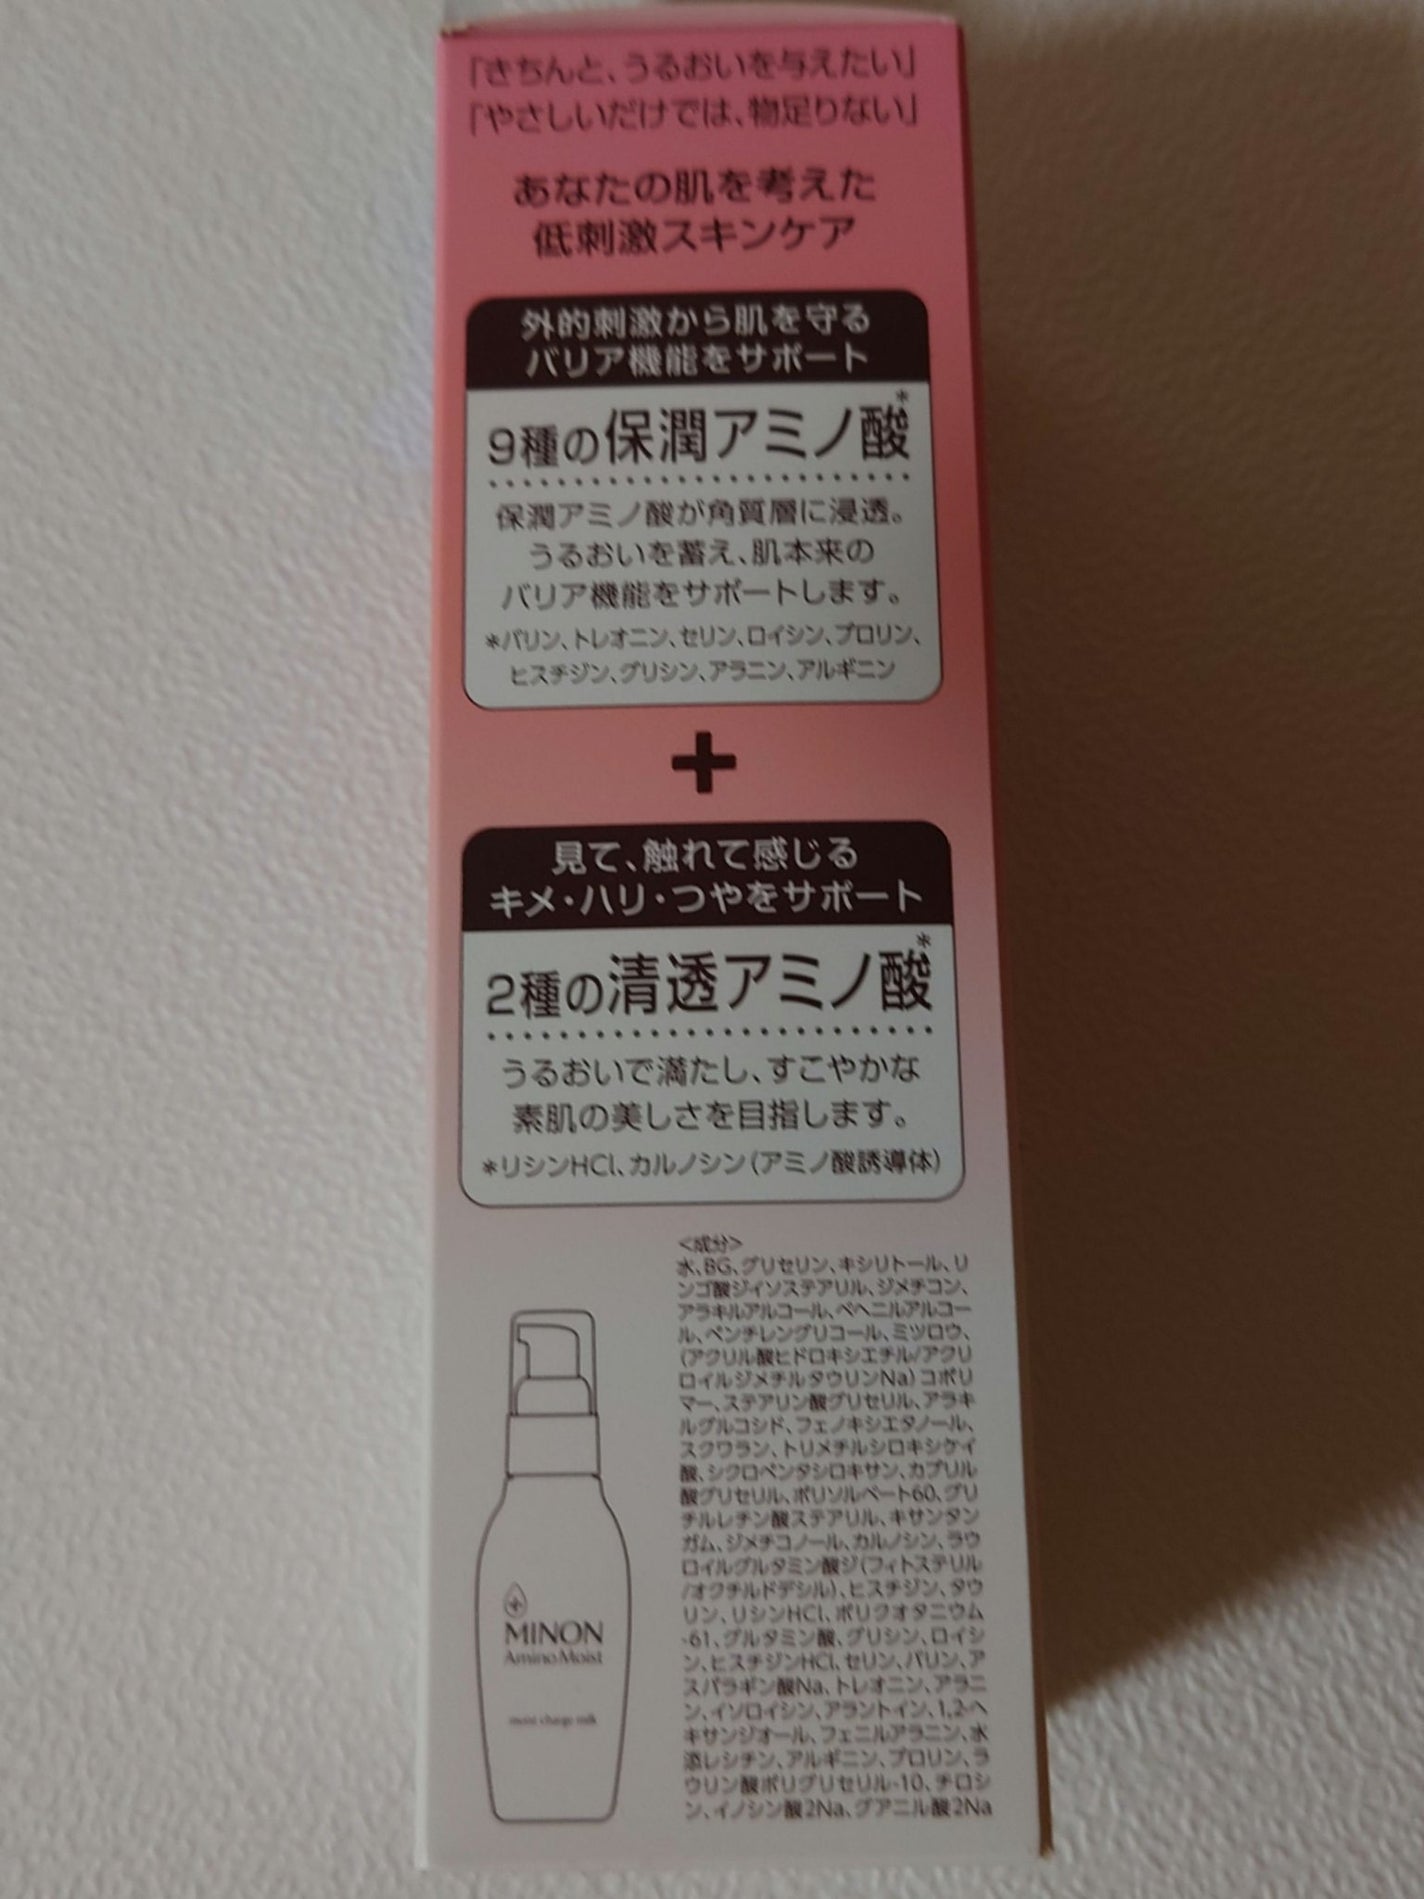 「きちんと、うるおいを与えたい」
「やさしいだけでは、物足りない」
あなたの肌を考えた
低刺激スキンケア
外的刺激から肌を守る
バリア機能をサポート
9種の保潤アミノ酸*
保潤アミノ酸が角質層に浸透。
うるおいを蓄え、肌本来の
バリア機能をサポートします。
*バリン、トレオニン、セリン、ロイシン、プロリン、
ヒスチジン、グリシン、アラニン、アルギニン
+
見て、触れて感じる
キメ・ハリ・つやをサポート
2種の清透アミノ酸*
うるおいで満たし、すこやかな
素肌の美しさを目指します。
*リシンHCl、カルノシン(アミノ酸誘導体)
<成分>
水、BG、グリセリン、キシリトール、リ
ンゴ酸ジイソステアリル、ジメチコン、
アラキルアルコール、ベヘニルアルコー
ル、ペンチレングリコール、ミツロウ、
(アクリル酸ヒドロキシエチル/アクリ
ロイルジメチルタウリンNa)コポリ
マー、ステアリン酸グリセリル、アラキ
ルグルコシド、フェノキシエタノール、
スクワラン、トリメチルシロキシケイ
酸、シクロペンタシロキサン、カプリル
酸グリセリル、ポリソルベート60、グリ
チルレチン酸ステアリル、キサンタン
ガム、ジメチコノール、カルノシン、ラウ
ロイルグルタミン酸ジ(フィトステリル
/オクチルドデシル)、ヒスチジン、タウ
リン、リシンHCl、ポリクオタニウム
-61、グルタミン酸、グリシン、ロイシ
ン、ヒスチジンHCl、セリン、バリン、ア
スパラギン酸Na、トレオニン、アラニ
ン、イソロイシン、アラントイン、1,2-ヘ
キサンジオール、フェニルアラニン、水
添レシチン、アルギニン、プロリン、ラ
ウリン酸ポリグリセリル-10、チロシ
ン、イノシン酸2Na、グアニル酸2Na
MINON
Amino Moist
moist charge milk